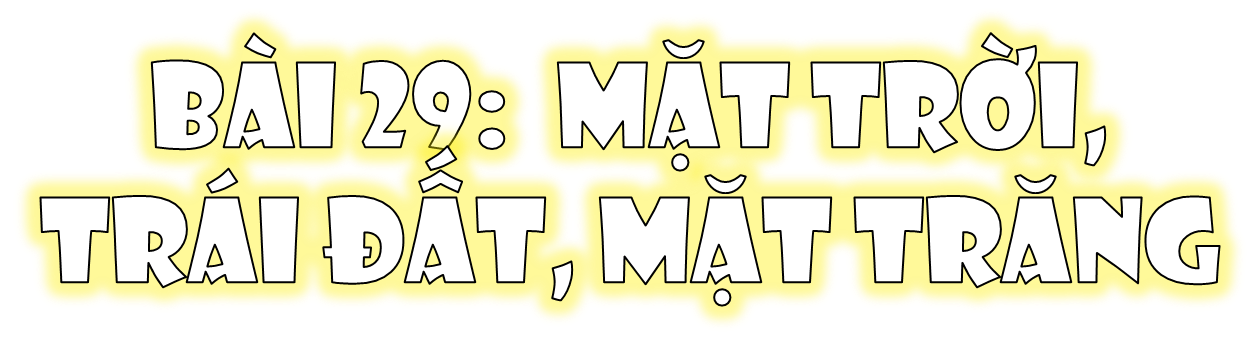 BÀI 29: MẶT TRỜI,
TRÁI ĐẤT, MẶT TRĂNG